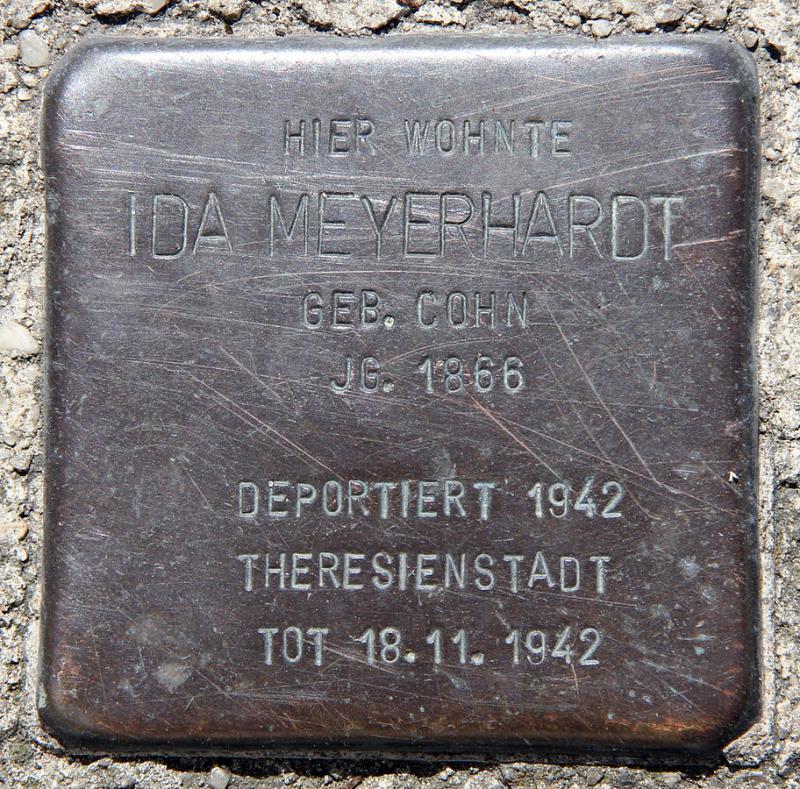 HIER WOHNTE
IDA MEYERHARDT
GEB. COHN
JG. 1866
DEPORTIERT 1942
THERESIENSTADT
TOT 18.11. 1942